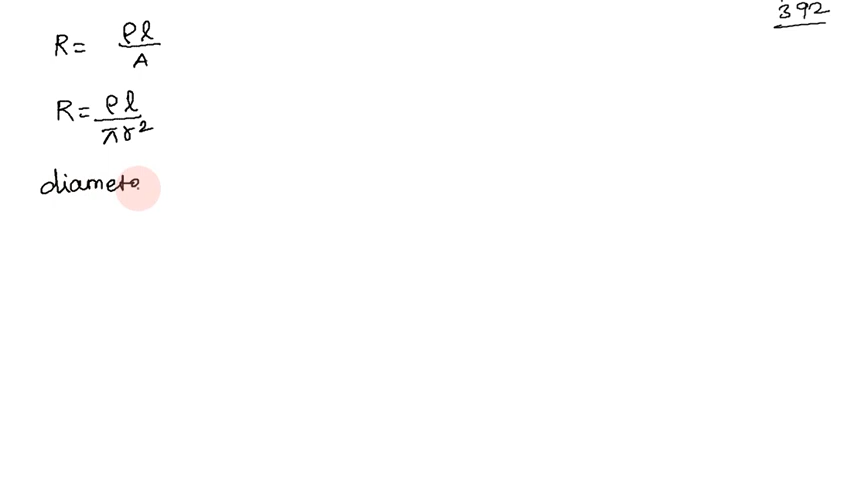 392
R = ρl/A
R = ρl/πr²
diamete